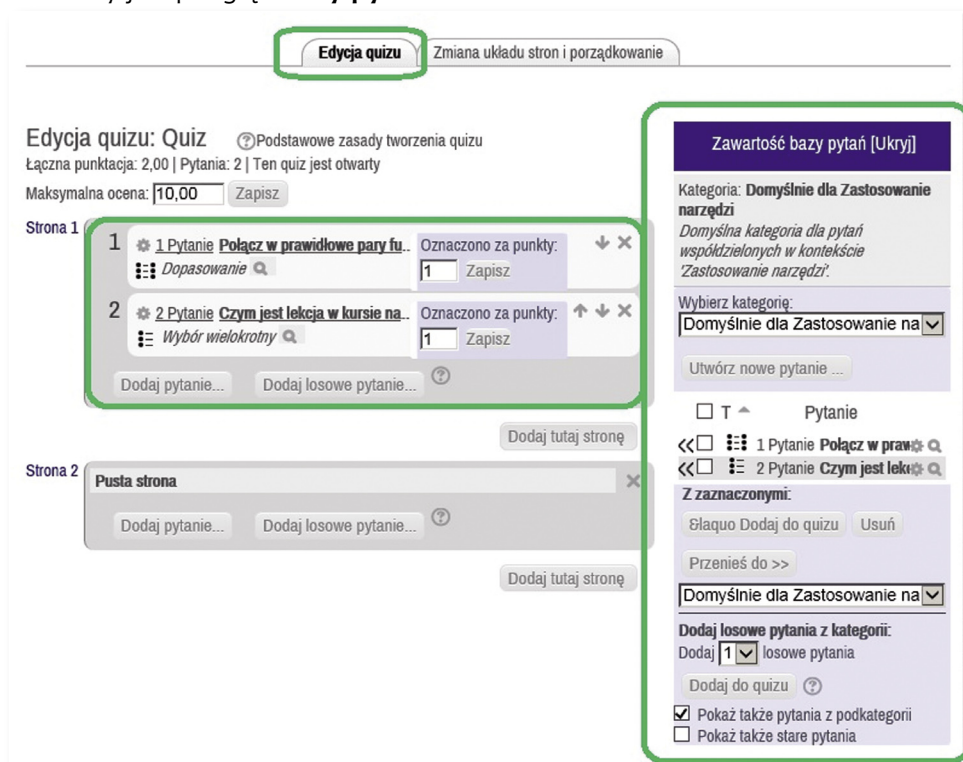 Edycja quizu Zmiana układu stron i porządkowanie
Edycja quizu: Quiz Podstawowe zasady tworzenia quizu
Łączna punktacja: 2,00 | Pytania: 2 | Ten quiz jest otwarty
Maksymalna ocena: 10,00 Zapisz
Strona 1
1 1 Pytanie Połącz w prawidłowe pary fu.. Oznaczono za punkty:
Dopasowanie 1 Zapisz
2 2 Pytanie Czym jest lekcja w kursie na.. Oznaczono za punkty:
Wybór wielokrotny 1 Zapisz
Dodaj pytanie... Dodaj losowe pytanie...
Dodaj tutaj stronę
Strona 2
Pusta strona
Dodaj pytanie... Dodaj losowe pytanie...
Dodaj tutaj stronę
Zawartość bazy pytań [Ukryj]
Kategoria: Domyślnie dla Zastosowanie
narzędzi
Domyślna kategoria dla pytań
współdzielonych w kontekście
'Zastosowanie narzędzi'.
Wybierz kategorię:
Domyślnie dla Zastosowanie na
Utwórz nowe pytanie ...
T Pytanie
<< 1 Pytanie Połącz w praw
<< 2 Pytanie Czym jest lek
Z zaznaczonymi:
&laquo Dodaj do quizu Usuń
Przenieś do >>
Domyślnie dla Zastosowanie na
Dodaj losowe pytania z kategorii:
Dodaj 1 losowe pytania
Dodaj do quizu
Pokaż także pytania z podkategorii
Pokaż także stare pytania